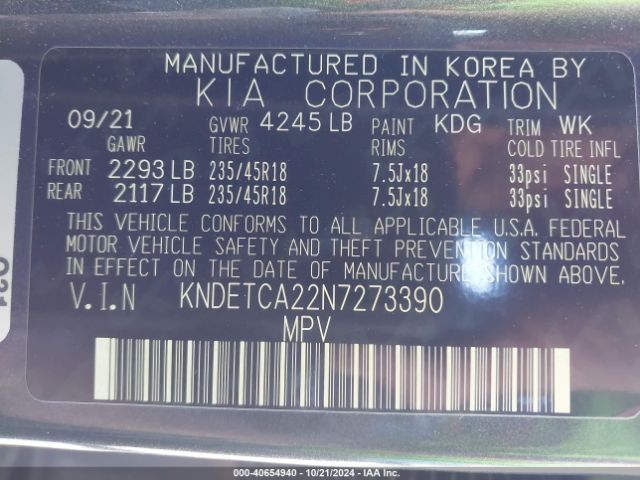 MANUFACTURED IN KOREA BY
KIA CORPORATION
09/21 GVWR 4245 LB PAINT KDG TRIM WK
GAWR TIRES RIMS COLD TIRE INFL
FRONT 2293 LB 235/45R18 7.5Jx18 33psi SINGLE
REAR 2117 LB 235/45R18 7.5Jx18 33psi SINGLE
THIS VEHICLE CONFORMS TO ALL APPLICABLE U.S.A. FEDERAL
MOTOR VEHICLE SAFETY AND THEFT PREVENTION STANDARDS
IN EFFECT ON THE DATE OF MANUFACTURE SHOWN ABOVE.
V.I.N KNDETCA22N7273390
MPV
000-40654940 - 10/21/2024 - IAA Inc.